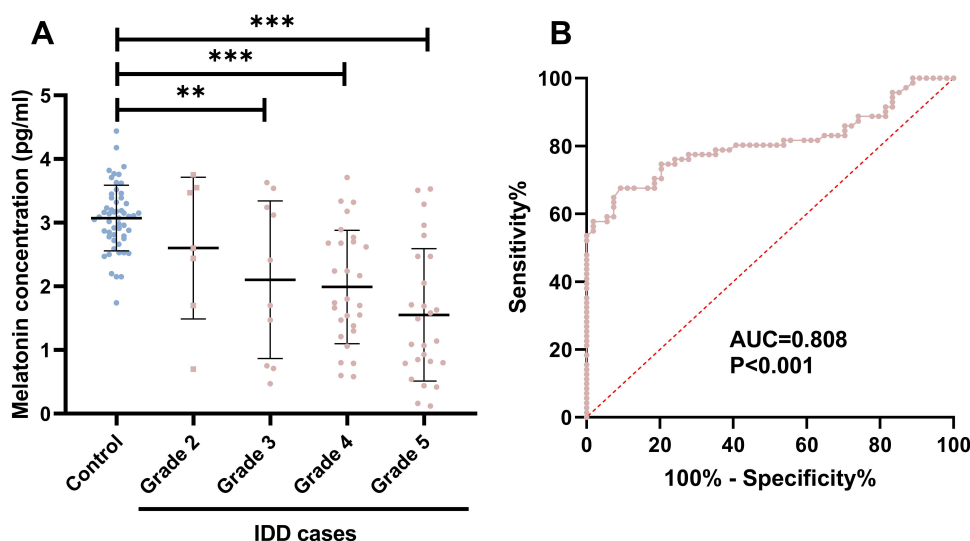 A
***
***
**
Melatonin concentration (pg/ml)
5
4
3
2
1
0
Control
Grade 2
Grade 3
Grade 4
Grade 5
IDD cases
B
Sensitivity%
100
80
60
40
20
0
AUC=0.808
P<0.001
0 20 40 60 80 100
100% - Specificity%